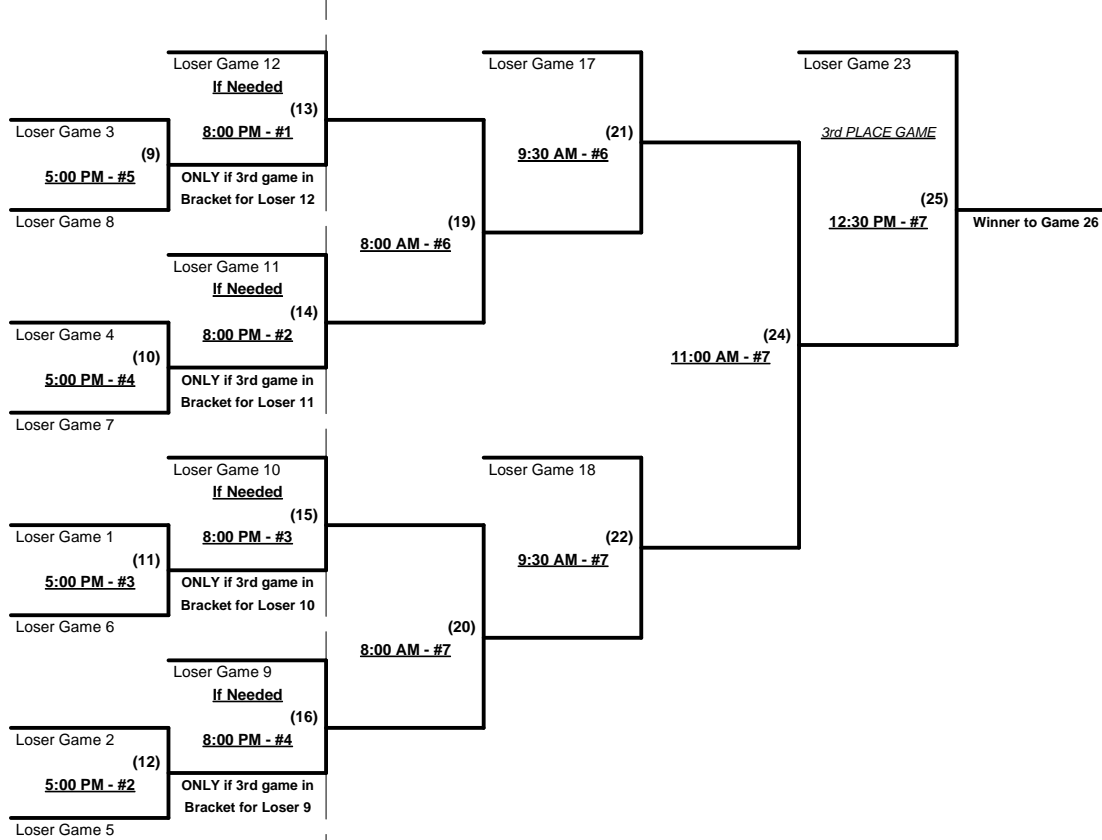 Loser Game 12
If Needed
(13)
8:00 PM - #1
Loser Game 3
(9)
5:00 PM - #5
ONLY if 3rd game in
Bracket for Loser 12
Loser Game 8
Loser Game 11
If Needed
(14)
8:00 PM - #2
Loser Game 4
(10)
5:00 PM - #4
ONLY if 3rd game in
Bracket for Loser 11
Loser Game 7
Loser Game 10
If Needed
(15)
8:00 PM - #3
Loser Game 1
(11)
5:00 PM - #3
ONLY if 3rd game in
Bracket for Loser 10
Loser Game 6
Loser Game 9
If Needed
(16)
8:00 PM - #4
Loser Game 2
(12)
5:00 PM - #2
ONLY if 3rd game in
Bracket for Loser 9
Loser Game 5
(19)
8:00 AM - #6
(20)
8:00 AM - #7
Loser Game 17
(21)
9:30 AM - #6
Loser Game 18
(22)
9:30 AM - #7
(24)
11:00 AM - #7
Loser Game 23
3rd PLACE GAME
(25)
12:30 PM - #7
Winner to Game 26